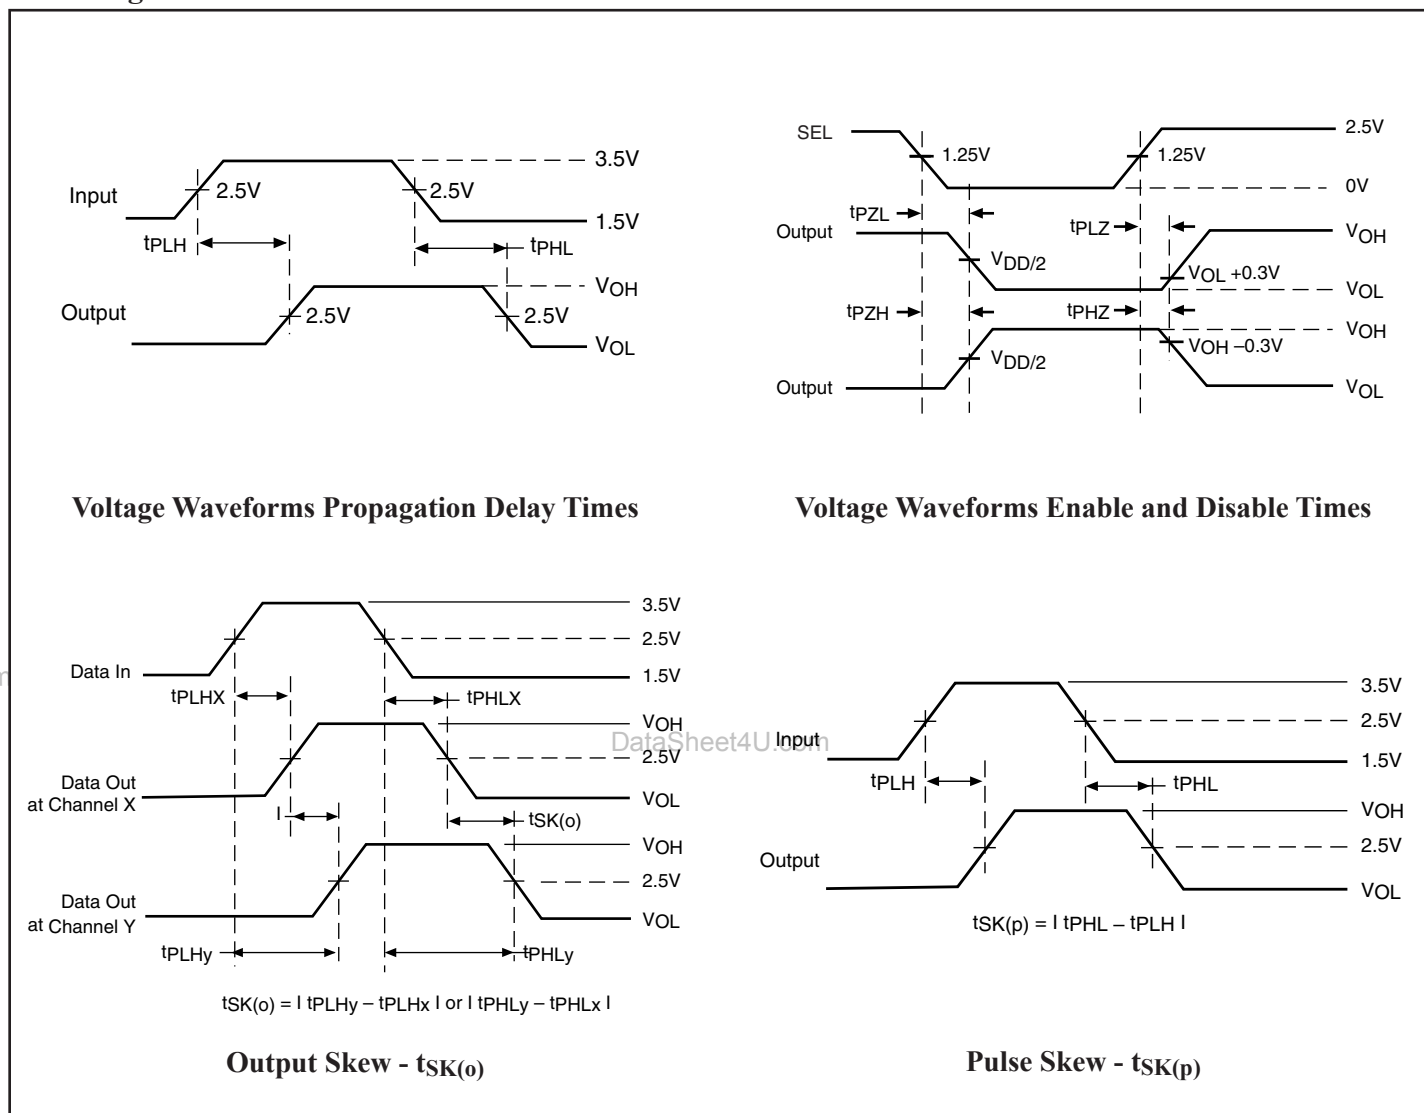 Input
2.5V
2.5V
3.5V
1.5V
tPLH
tPHL
Output
2.5V
2.5V
VOH
VOL
Voltage Waveforms Propagation Delay Times
SEL
1.25V
1.25V
2.5V
0V
tPZL
tPLZ
Output
VDD/2
VOL +0.3V
VOH
VOL
tPZH
tPHZ
VOH
VOH –0.3V
Output
VDD/2
VOL
Voltage Waveforms Enable and Disable Times
Data In
3.5V
2.5V
1.5V
tPLHX
tPHLX
Data Out
at Channel X
VOH
2.5V
VOL
tSK(o)
Data Out
at Channel Y
VOH
2.5V
VOL
tPLHy
tPHLy
tSK(o) = I tPLHy – tPLHx I or I tPHLy – tPHLx I
Output Skew - tSK(o)
DataSheet4U.com
Input
3.5V
2.5V
1.5V
tPLH
tPHL
Output
VOH
2.5V
VOL
tSK(p) = I tPHL – tPLH I
Pulse Skew - tSK(p)